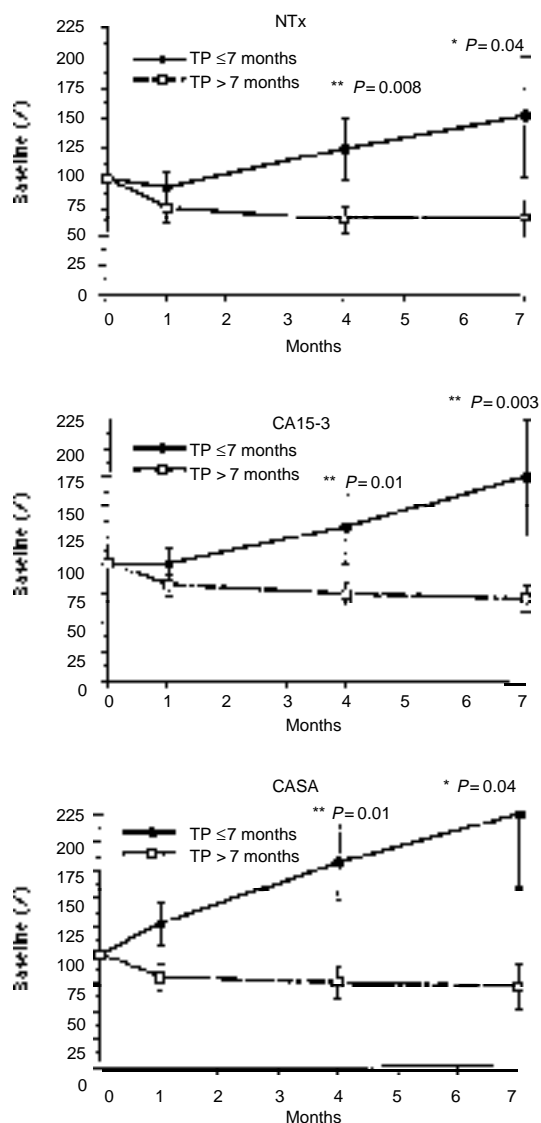 NTx
225
200
175
150
125
100
75
50
25
0
Baseline (%)
TP ≤7 months
TP > 7 months
** P=0.008
* P=0.04
0 1 2 3 4 5 6 7
Months
CA15-3
225
200
175
150
125
100
75
50
25
0
Baseline (%)
TP ≤7 months
TP > 7 months
** P=0.01
** P=0.003
0 1 2 3 4 5 6 7
Months
CASA
225
200
175
150
125
100
75
50
25
0
Baseline (%)
TP ≤7 months
TP > 7 months
** P=0.01
* P=0.04
0 1 2 3 4 5 6 7
Months